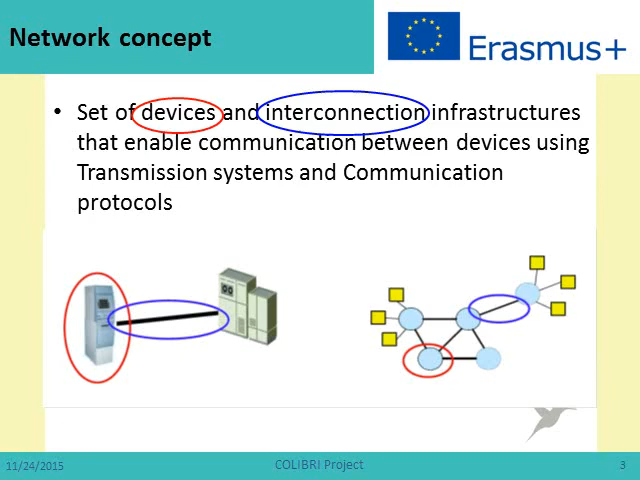 Network concept
Erasmus+
• Set of devices and interconnection infrastructures
that enable communication between devices using
Transmission systems and Communication
protocols
11/24/2015
COLIBRI Project
3